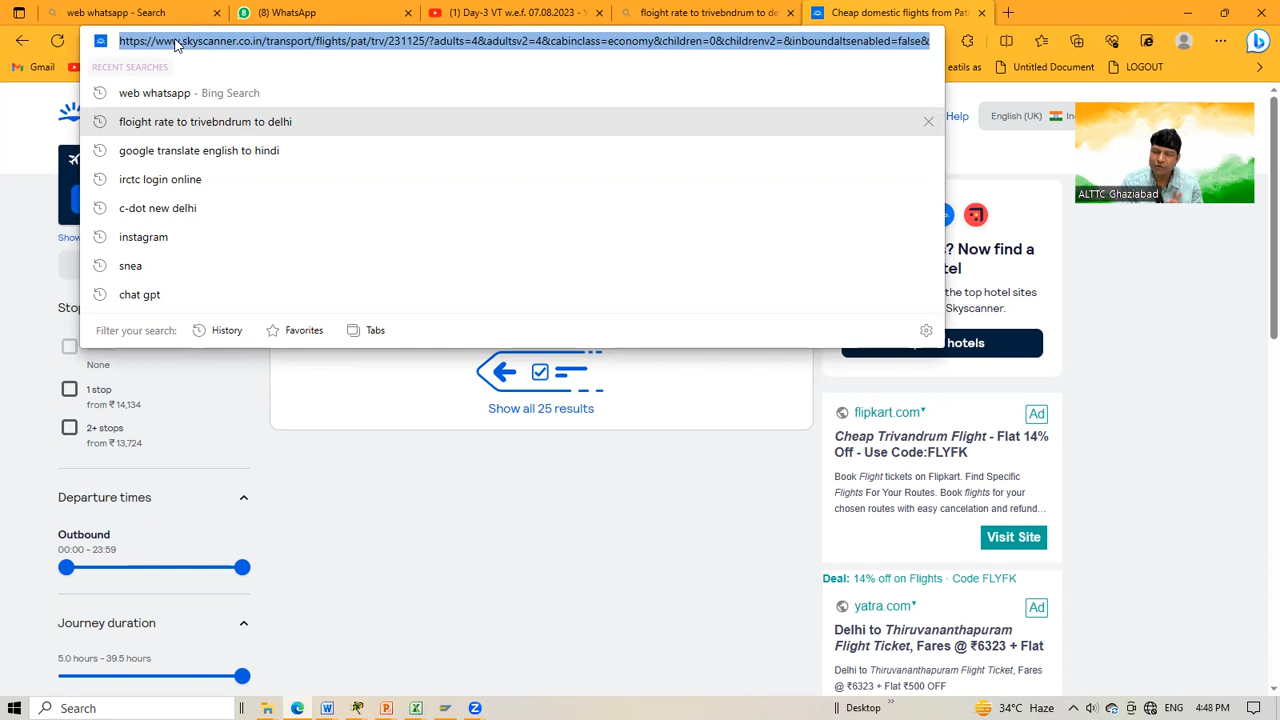 web whatsapp - Search
(8) WhatsApp
(1) Day-3 VT w.e.f. 07.08.2023 - Y
floight rate to trivebndrum to de
Cheap domestic flights from Pat
https://www.skyscanner.co.in/transport/flights/pat/trv/231125/?adults=4&adultsv2=4&cabinclass=economy&children=0&childrenv2=&inboundaltsenabled=false&
Gmail
eatils as
Untitled Document
LOGOUT
RECENT SEARCHES
web whatsapp - Bing Search
floight rate to trivebndrum to delhi
google translate english to hindi
irctc login online
c-dot new delhi
instagram
snea
chat gpt
Filter your search:
History
Favorites
Tabs
Help
English (UK)
In
ALTTC Ghaziabad
Show
Stop
None
1 stop
from ₹ 14,134
2+ stops
from ₹ 13,724
Departure times
Outbound
00:00 - 23:59
Journey duration
5.0 hours - 39.5 hours
Show all 25 results
? Now find a
tel
the top hotel sites
Skyscanner.
hotels
flipkart.com
Ad
Cheap Trivandrum Flight - Flat 14%
Off - Use Code:FLYFK
Book Flight tickets on Flipkart. Find Specific
Flights For Your Routes. Book flights for your
chosen routes with easy cancelation and refund...
Visit Site
Deal: 14% off on Flights · Code FLYFK
yatra.com
Ad
Delhi to Thiruvananthapuram
Flight Ticket, Fares @ ₹6323 + Flat
Delhi to Thiruvananthapuram Flight Ticket, Fares
@ ₹6323 + Flat ₹500 OFF
Search
Desktop
34°C Haze
ENG
4:48 PM